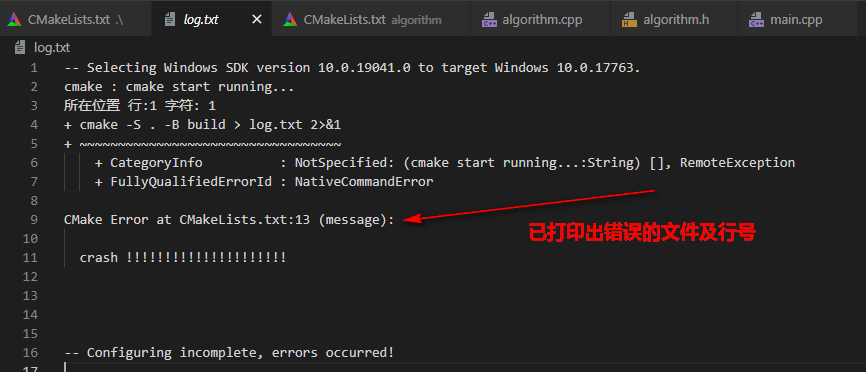 CMakeLists.txt .\ log.txt CMakeLists.txt algorithm algorithm.cpp algorithm.h main.cpp
log.txt
1 -- Selecting Windows SDK version 10.0.19041.0 to target Windows 10.0.17763.
2 cmake : cmake start running...
3 所在位置 行:1 字符: 1
4 + cmake -S . -B build > log.txt 2>&1
5 + ~~~~~~~~~~~~~~~~~~~~~~~~~~~~~~~~~~
6 + CategoryInfo : NotSpecified: (cmake start running...:String) [], RemoteException
7 + FullyQualifiedErrorId : NativeCommandError
8
9 CMake Error at CMakeLists.txt:13 (message):
已打印出错误的文件及行号
10
11 crash !!!!!!!!!!!!!!!!!!!!!
12
13
14
15
16 -- Configuring incomplete, errors occurred!
17